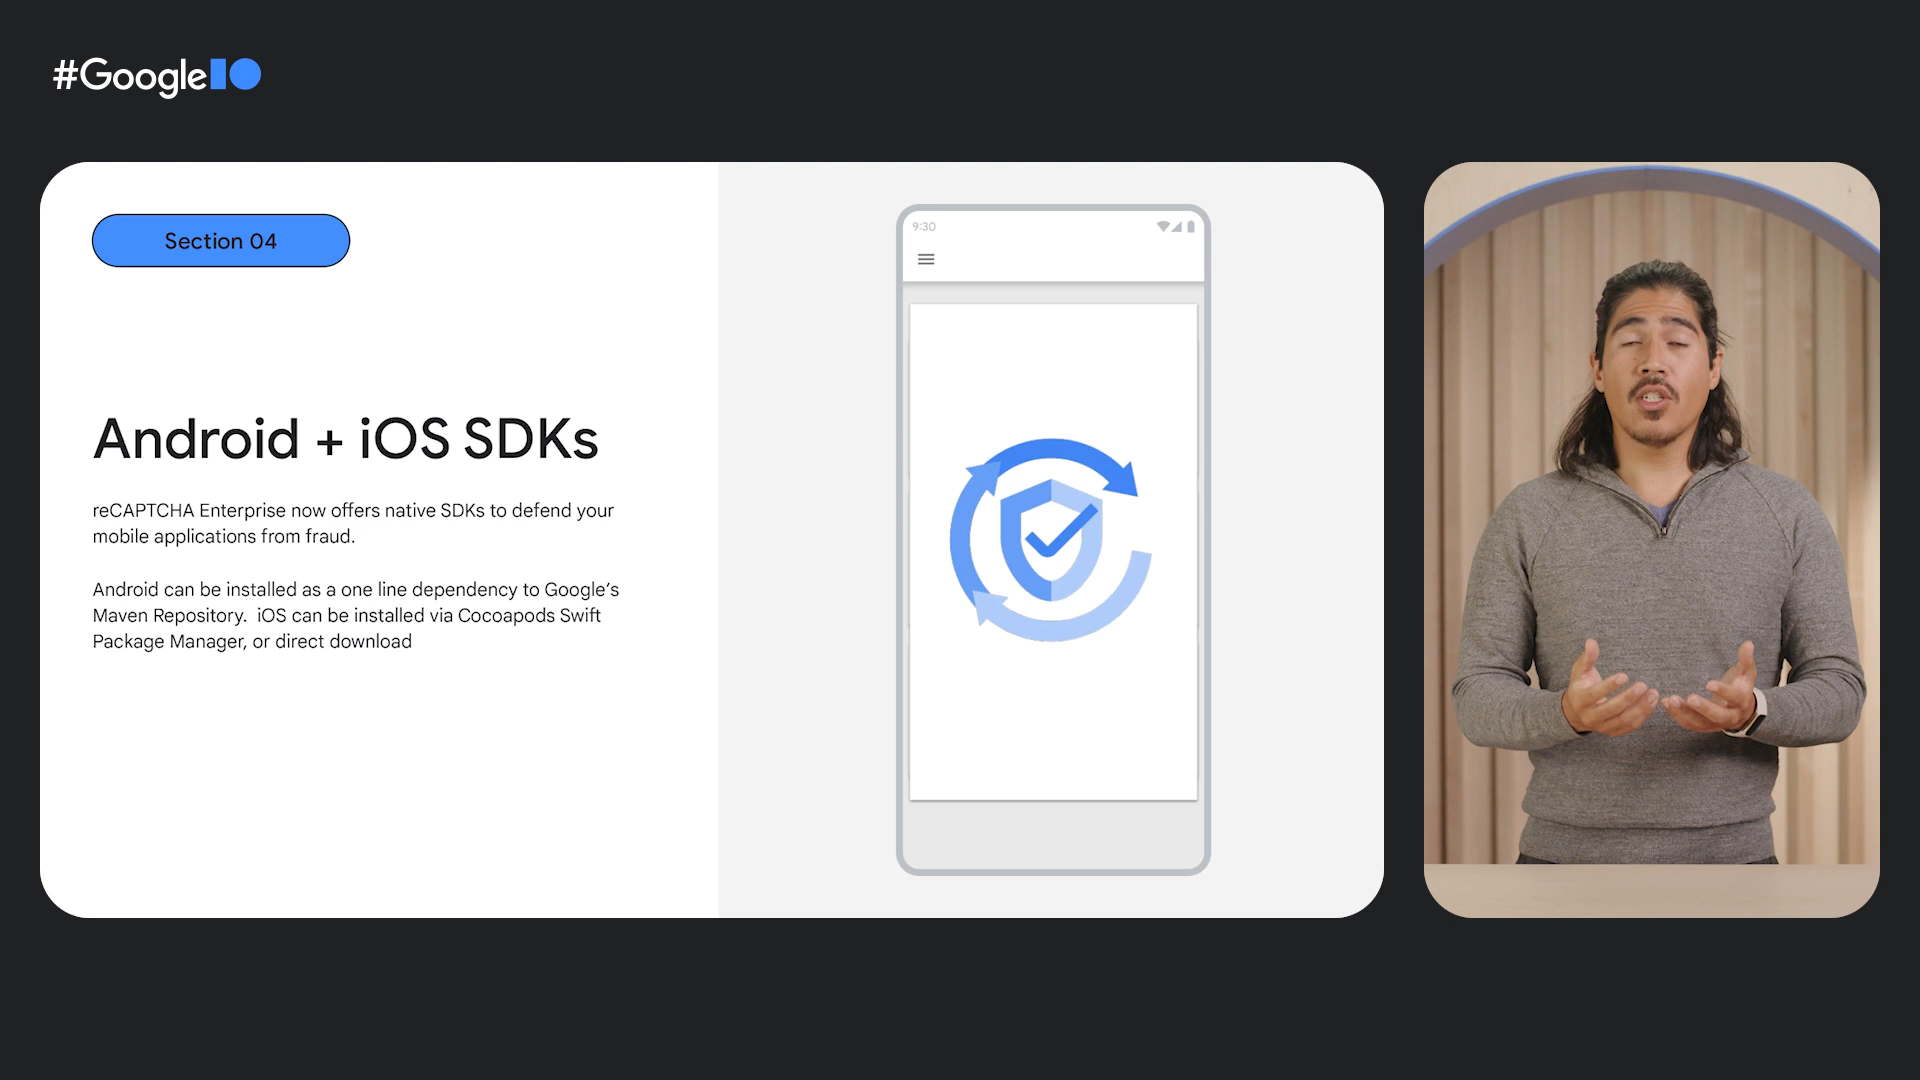 #GoogleIO
Section 04
Android + iOS SDKs
reCAPTCHA Enterprise now offers native SDKs to defend your
mobile applications from fraud.
Android can be installed as a one line dependency to Google’s
Maven Repository.  iOS can be installed via Cocoapods Swift
Package Manager, or direct download
9:30